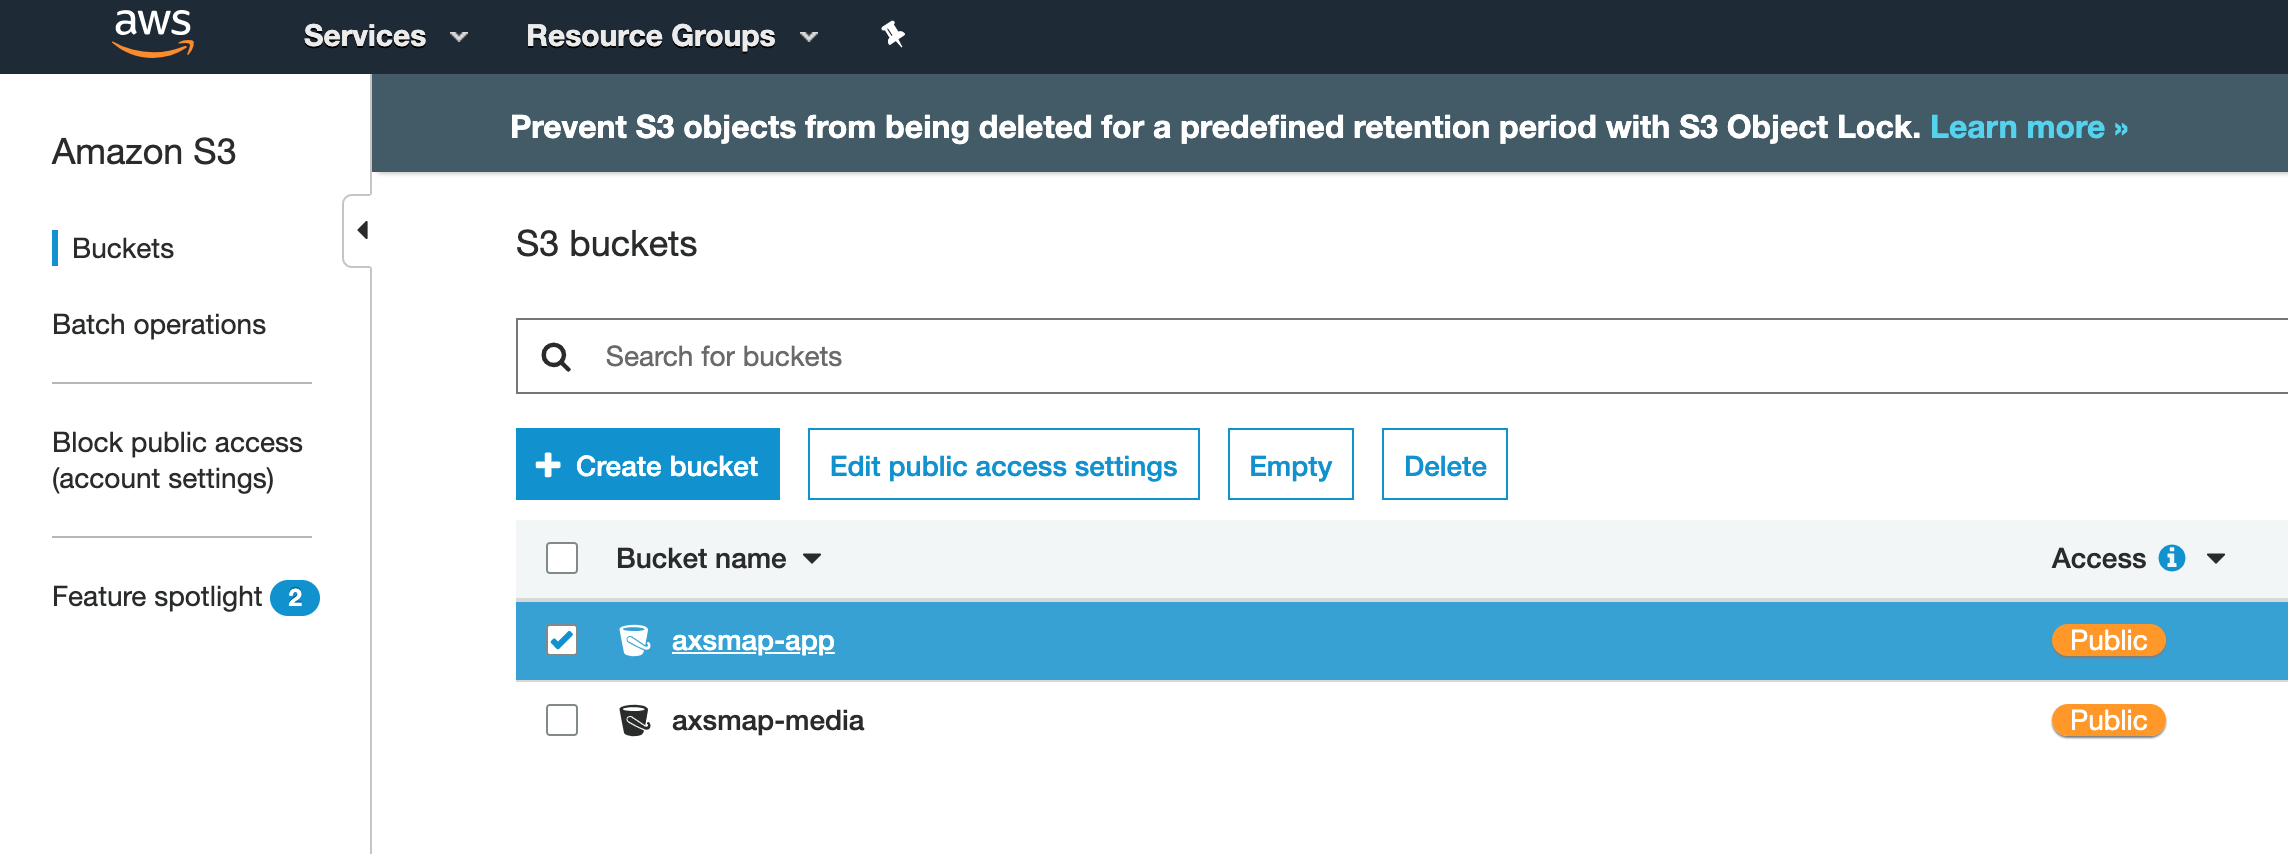 aws
Services
Resource Groups
Amazon S3
Buckets
Batch operations
Block public access
(account settings)
Feature spotlight 2
Prevent S3 objects from being deleted for a predefined retention period with S3 Object Lock. Learn more »
S3 buckets
Search for buckets
Create bucket
Edit public access settings
Empty
Delete
Bucket name
Access
axsmap-app
Public
axsmap-media
Public